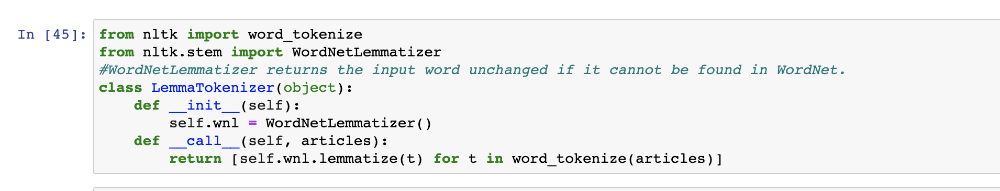 In [45]:
from nltk import word_tokenize
from nltk.stem import WordNetLemmatizer
#WordNetLemmatizer returns the input word unchanged if it cannot be found in WordNet.
class LemmaTokenizer(object):
    def __init__(self):
        self.wnl = WordNetLemmatizer()
    def __call__(self, articles):
        return [self.wnl.lemmatize(t) for t in word_tokenize(articles)]